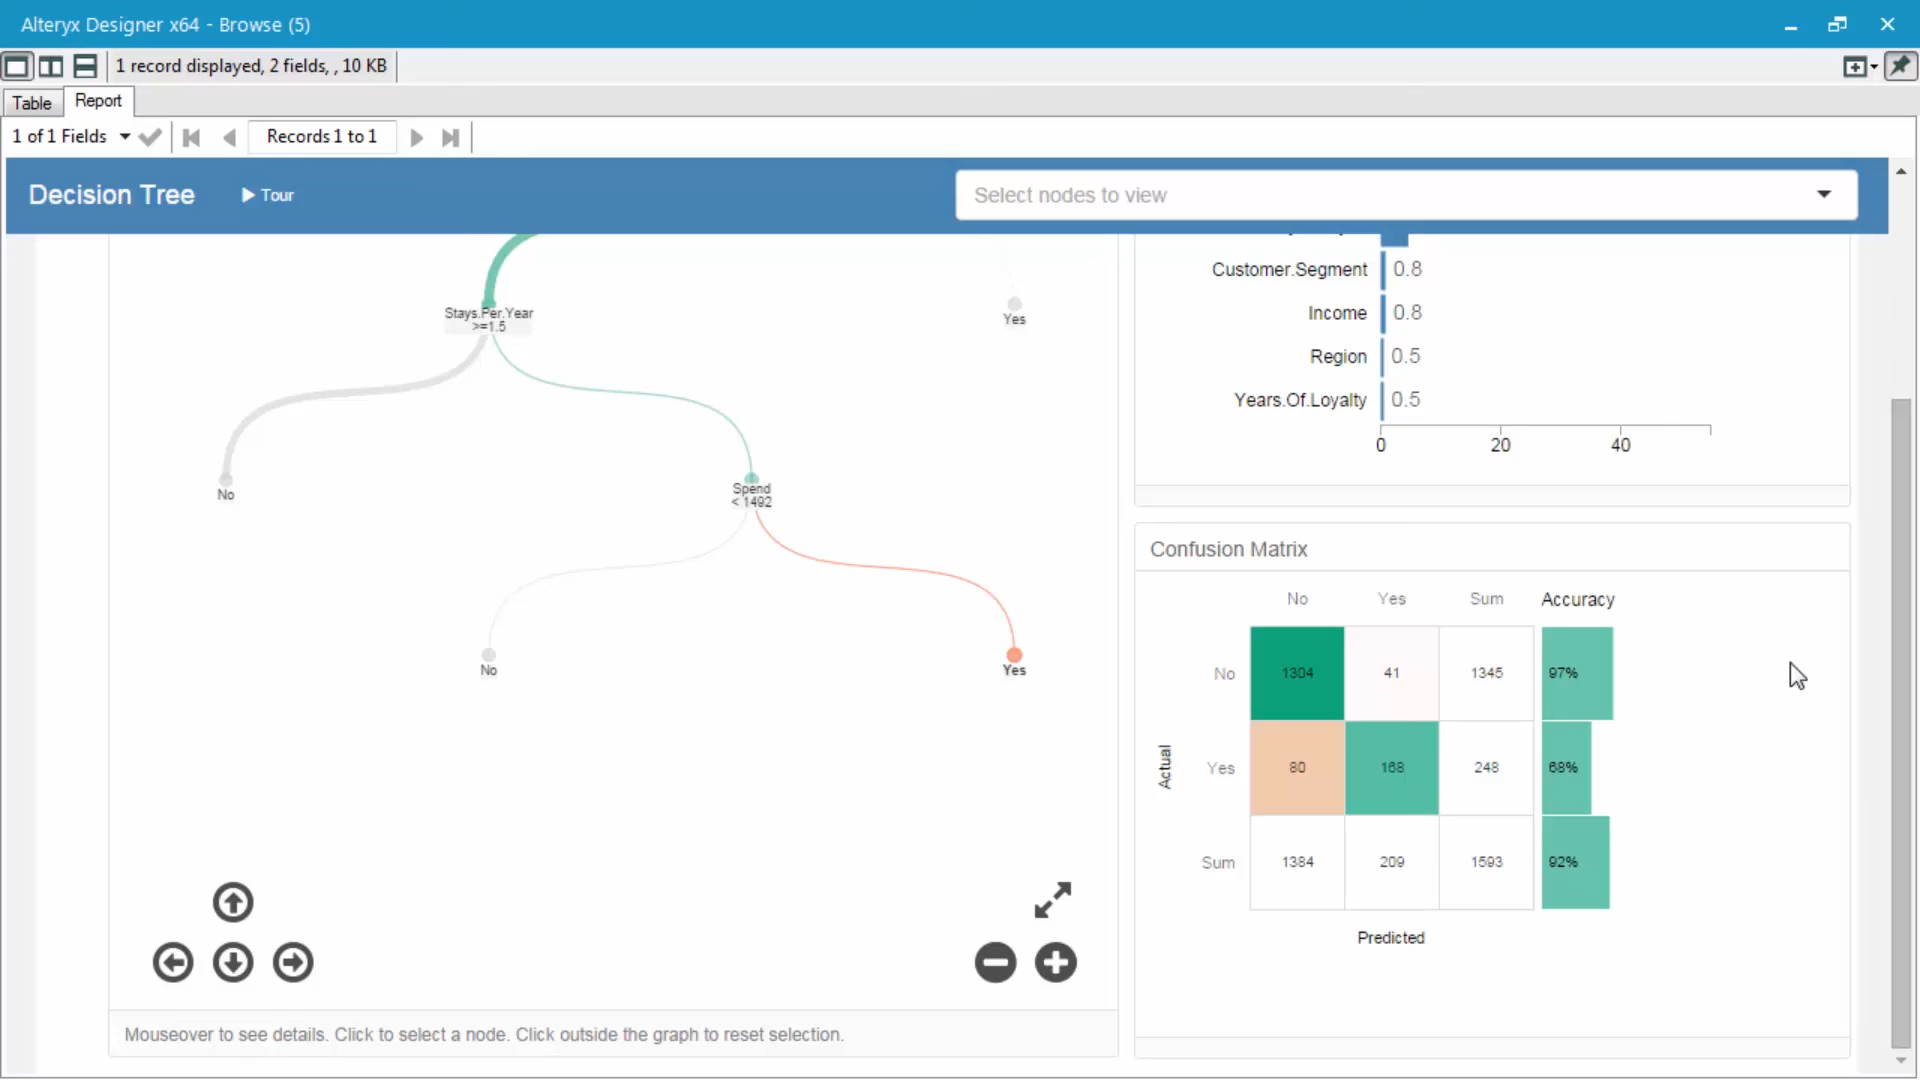 Alteryx Designer x64 - Browse (5)
1 record displayed, 2 fields, , 10 KB
Table
Report
1 of 1 Fields
Records 1 to 1
Decision Tree
Tour
Select nodes to view
Stays.Per.Year
>=1.5
Yes
No
Spend
< 1492
No
Yes
Customer.Segment 0.8
Income 0.8
Region 0.5
Years.Of.Loyalty 0.5
0 20 40
Confusion Matrix
No Yes Sum Accuracy
No 1304 41 1345 97%
Actual
Yes 80 168 248 68%
Sum 1384 209 1593 92%
Predicted
Mouseover to see details. Click to select a node. Click outside the graph to reset selection.